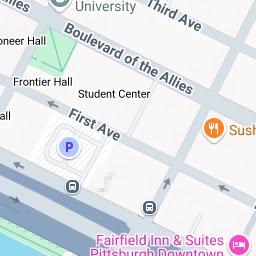 University
Third Ave
oneer Hall
Boulevard of the Allies
Frontier Hall
Student Center
all
First Ave
Sush
P
Fairfield Inn & Suites
Pittsburgh Downtown